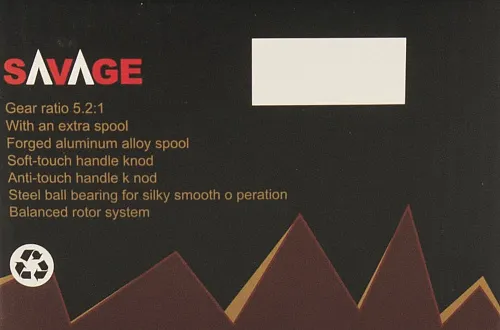 SAVAGE
Gear ratio 5.2:1
With an extra spool
Forged aluminum alloy spool
Soft-touch handle knod
Anti-touch handle k nod
Steel ball bearing for silky smooth o peration
Balanced rotor system